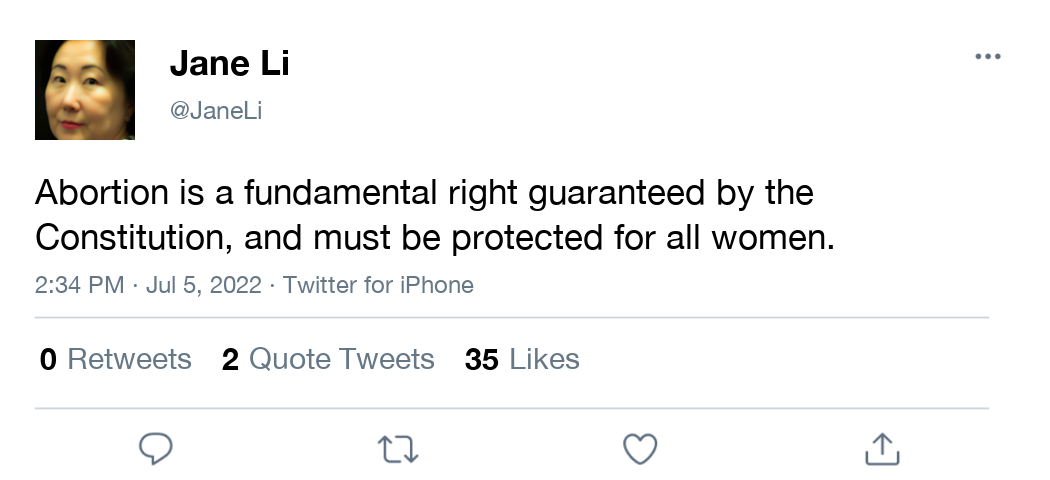 Jane Li
@JaneLi
Abortion is a fundamental right guaranteed by the
Constitution, and must be protected for all women.
2:34 PM · Jul 5, 2022 · Twitter for iPhone
0 Retweets 2 Quote Tweets 35 Likes